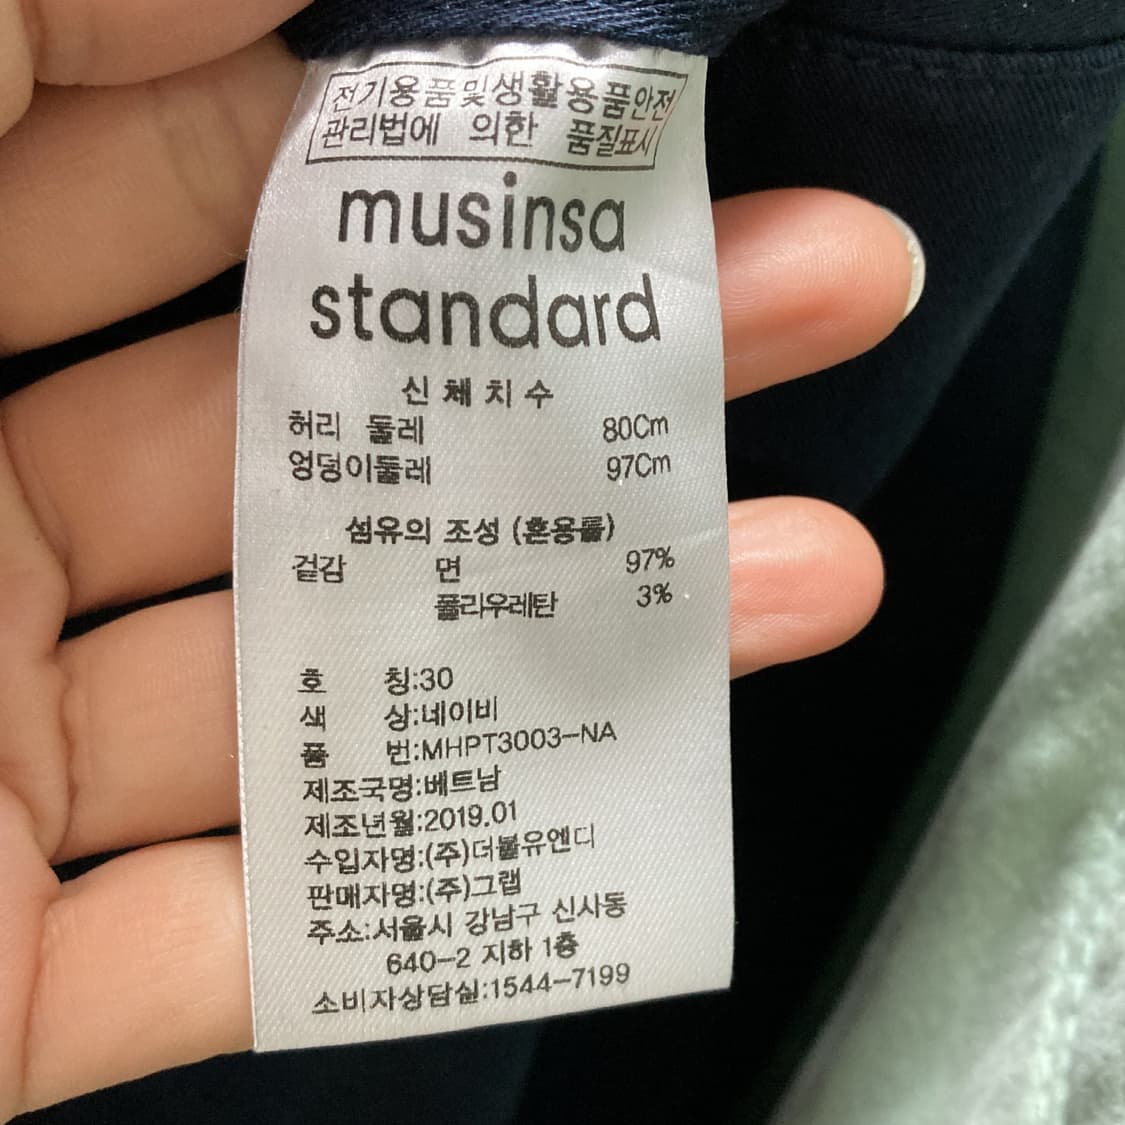 전기용품및생활용품안전
관리법에 의한 품질표시
musinsa
standard
신체치수
허리 둘레 80Cm
엉덩이둘레 97Cm
섬유의 조성 (혼용률)
겉감 면 97%
폴리우레탄 3%
호 칭:30
색 상:네이비
품 번:MHPT3003-NA
제조국명:베트남
제조년월:2019.01
수입자명:(주)더블유엔디
판매자명:(주)그랩
주소:서울시 강남구 신사동
640-2 지하 1층
소비자상담실:1544-7199